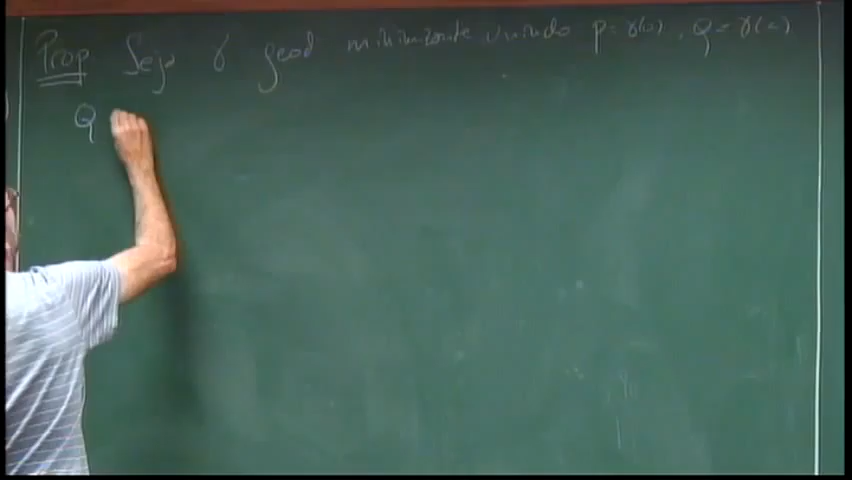 Prop Seja γ geod minimizante unindo p = γ(0), Q = γ(a)
Q